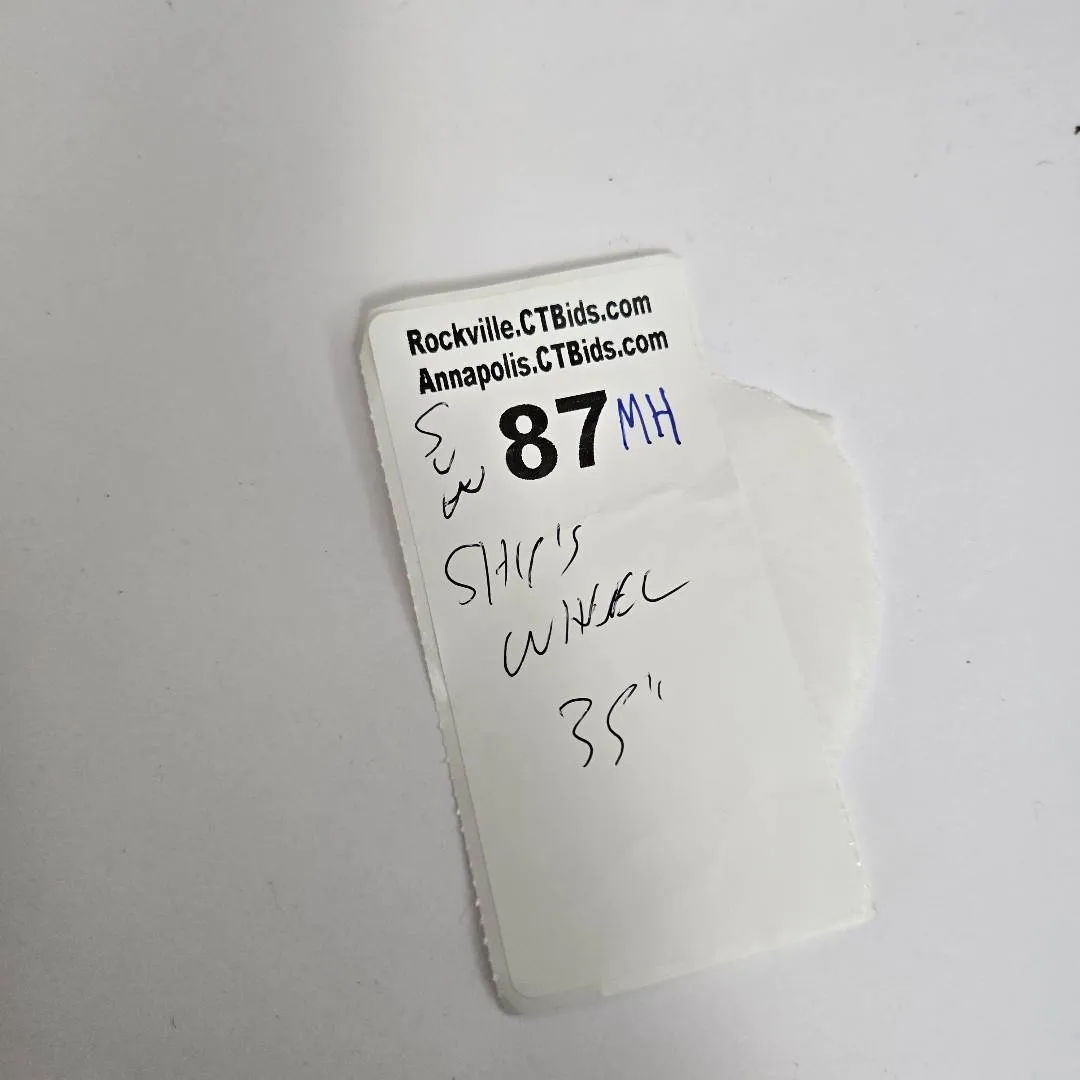 Rockville.CTBids.com
Annapolis.CTBids.com
87 MH
SHIP'S
WHEEL
35"